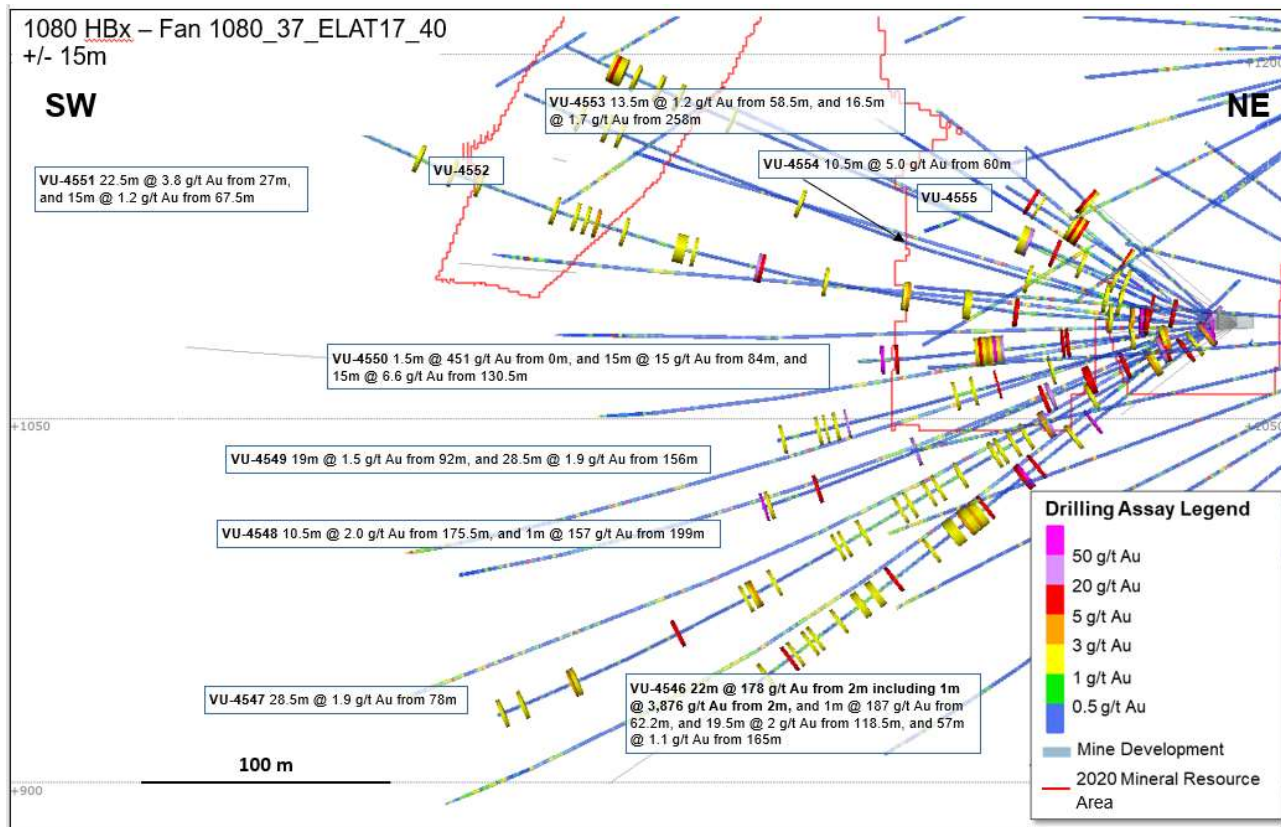 1080 HBx – Fan 1080_37_ELAT17_40
+/- 15m
SW
NE
+1200
VU-4553 13.5m @ 1.2 g/t Au from 58.5m, and 16.5m
@ 1.7 g/t Au from 258m
VU-4554 10.5m @ 5.0 g/t Au from 60m
VU-4552
VU-4555
VU-4551 22.5m @ 3.8 g/t Au from 27m,
and 15m @ 1.2 g/t Au from 67.5m
VU-4550 1.5m @ 451 g/t Au from 0m, and 15m @ 15 g/t Au from 84m, and
15m @ 6.6 g/t Au from 130.5m
+1050
VU-4549 19m @ 1.5 g/t Au from 92m, and 28.5m @ 1.9 g/t Au from 156m
VU-4548 10.5m @ 2.0 g/t Au from 175.5m, and 1m @ 157 g/t Au from 199m
VU-4547 28.5m @ 1.9 g/t Au from 78m
VU-4546 22m @ 178 g/t Au from 2m including 1m
@ 3,876 g/t Au from 2m, and 1m @ 187 g/t Au from
62.2m, and 19.5m @ 2 g/t Au from 118.5m, and 57m
@ 1.1 g/t Au from 165m
100 m
+900
Drilling Assay Legend
50 g/t Au
20 g/t Au
5 g/t Au
3 g/t Au
1 g/t Au
0.5 g/t Au
Mine Development
2020 Mineral Resource
Area